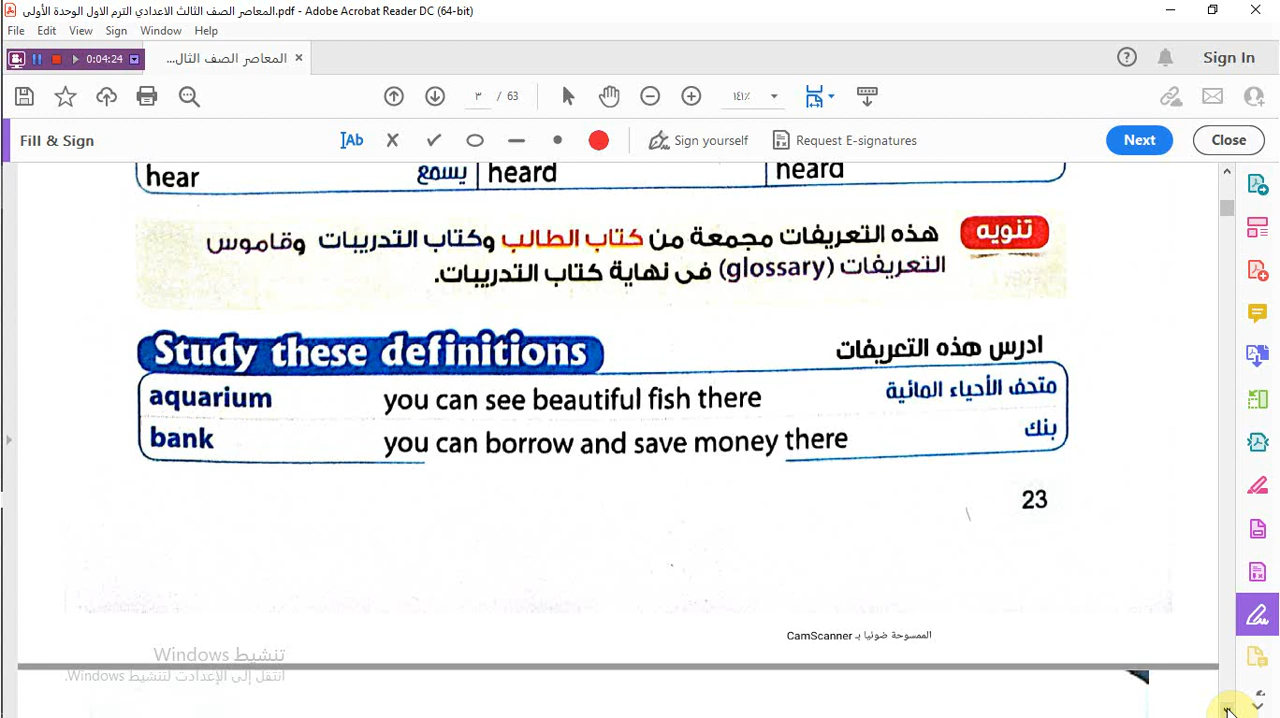 المعاصر الصف الثالث الاعدادي الترم الاول الوحدة الأولى.pdf - Adobe Acrobat Reader DC (64-bit)
File Edit View Sign Window Help
0:04:24
المعاصر الصف الثال...
Sign In
٣ / 63
١٤١٪
Fill & Sign
Ab
Sign yourself
Request E-signatures
Next
Close
hear يسمع heard heard
تنويه هذه التعريفات مجمعة من كتاب الطالب وكتاب التدريبات وقاموس
التعريفات (glossary) فى نهاية كتاب التدريبات.
Study these definitions ادرس هذه التعريفات
aquarium you can see beautiful fish there متحف الأحياء المائية
bank you can borrow and save money there بنك
23
الممسوحة ضوئيا بـ CamScanner
تنشيط Windows
انتقل إلى الإعدادات لتنشيط Windows.